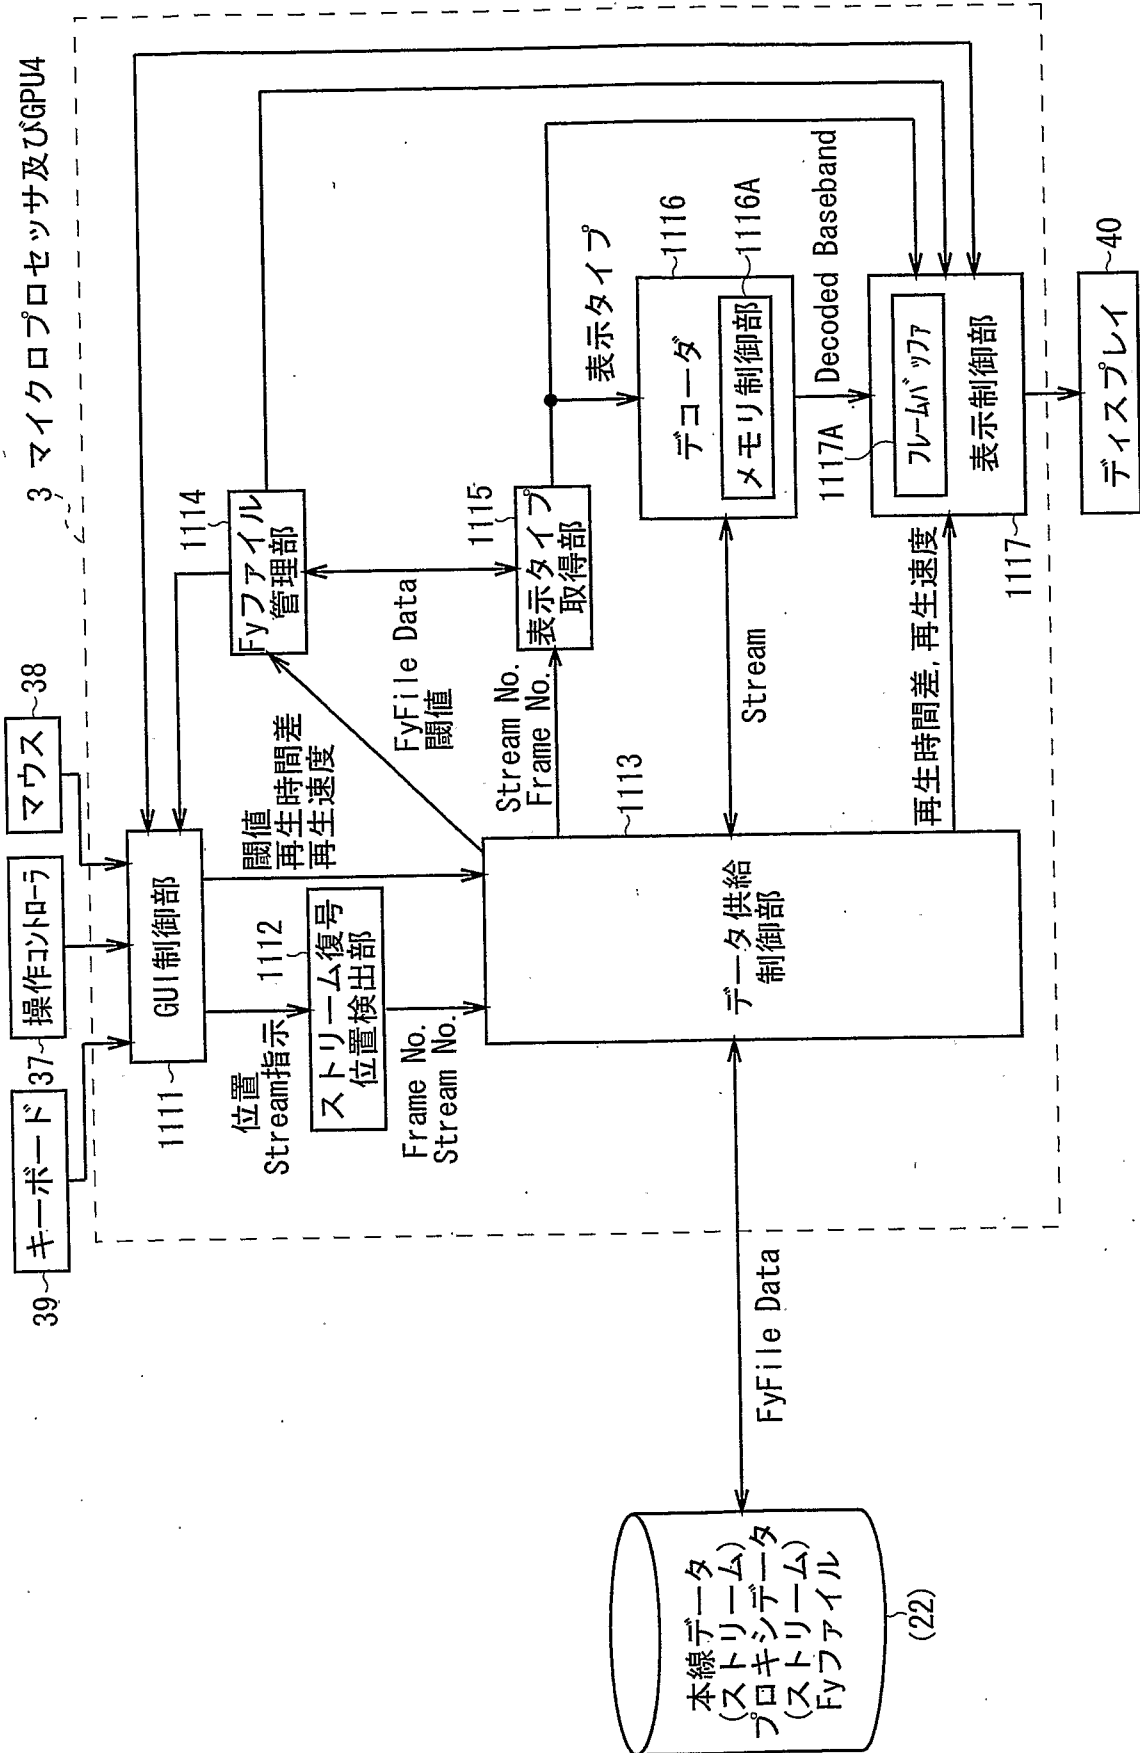 3 マイクロプロセッサ及びGPU4
キーボード
39
操作コントローラ
37
マウス
38
GUI制御部
1111
位置
Stream指示
閾値
再生時間差
再生速度
ストリーム復号
位置検出部
1112
Frame No.
Stream No.
Fyファイル
管理部
1114
FyFile Data
閾値
表示タイプ
取得部
1115
Stream No.
Frame No.
1113
データ供給
制御部
表示タイプ
デコーダ
1116
メモリ制御部
1116A
Stream
Decoded Baseband
1117A
フレームバッファ
表示制御部
1117
再生時間差,再生速度
ディスプレイ
40
FyFile Data
本線データ
(ストリーム)
プロキシデータ
(ストリーム)
Fyファイル
(22)